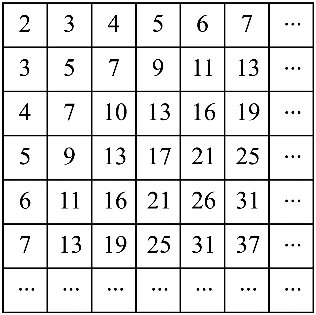 2 3 4 5 6 7 ...
3 5 7 9 11 13 ...
4 7 10 13 16 19 ...
5 9 13 17 21 25 ...
6 11 16 21 26 31 ...
7 13 19 25 31 37 ...
... ... ... ... ... ... ...